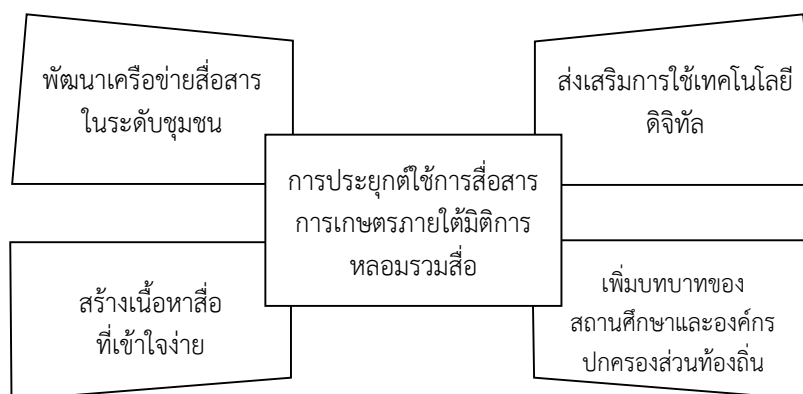 พัฒนาเครือข่ายสื่อสาร
ในระดับชุมชน
ส่งเสริมการใช้เทคโนโลยี
ดิจิทัล
การประยุกต์ใช้การสื่อสาร
การเกษตรภายใต้มิติการ
หลอมรวมสื่อ
สร้างเนื้อหาสื่อ
ที่เข้าใจง่าย
เพิ่มบทบาทของ
สถานศึกษาและองค์กร
ปกครองส่วนท้องถิ่น